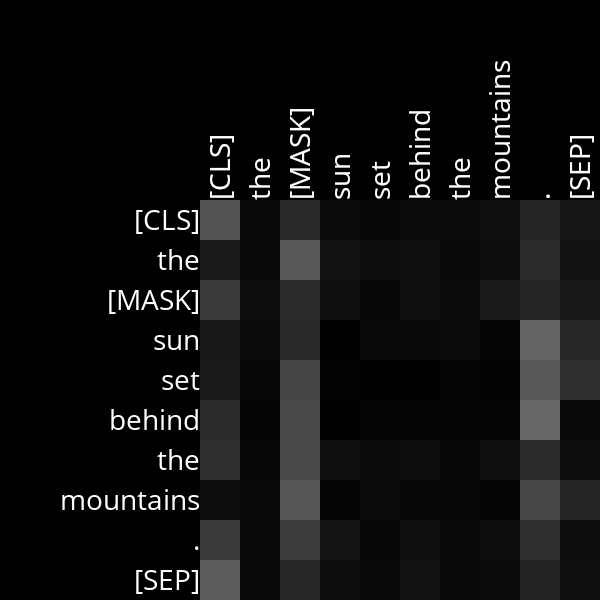 [CLS] the [MASK] sun set behind the mountains . [SEP]
[CLS]
the
[MASK]
sun
set
behind
the
mountains
.
[SEP]